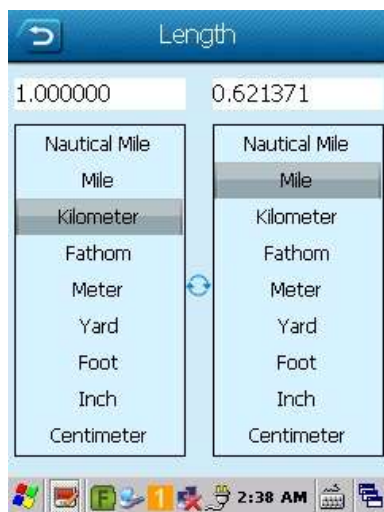 Length
1.000000 0.621371
Nautical Mile Nautical Mile
Mile Mile
Kilometer Kilometer
Fathom Fathom
Meter Meter
Yard Yard
Foot Foot
Inch Inch
Centimeter Centimeter
F 1 2:38 AM